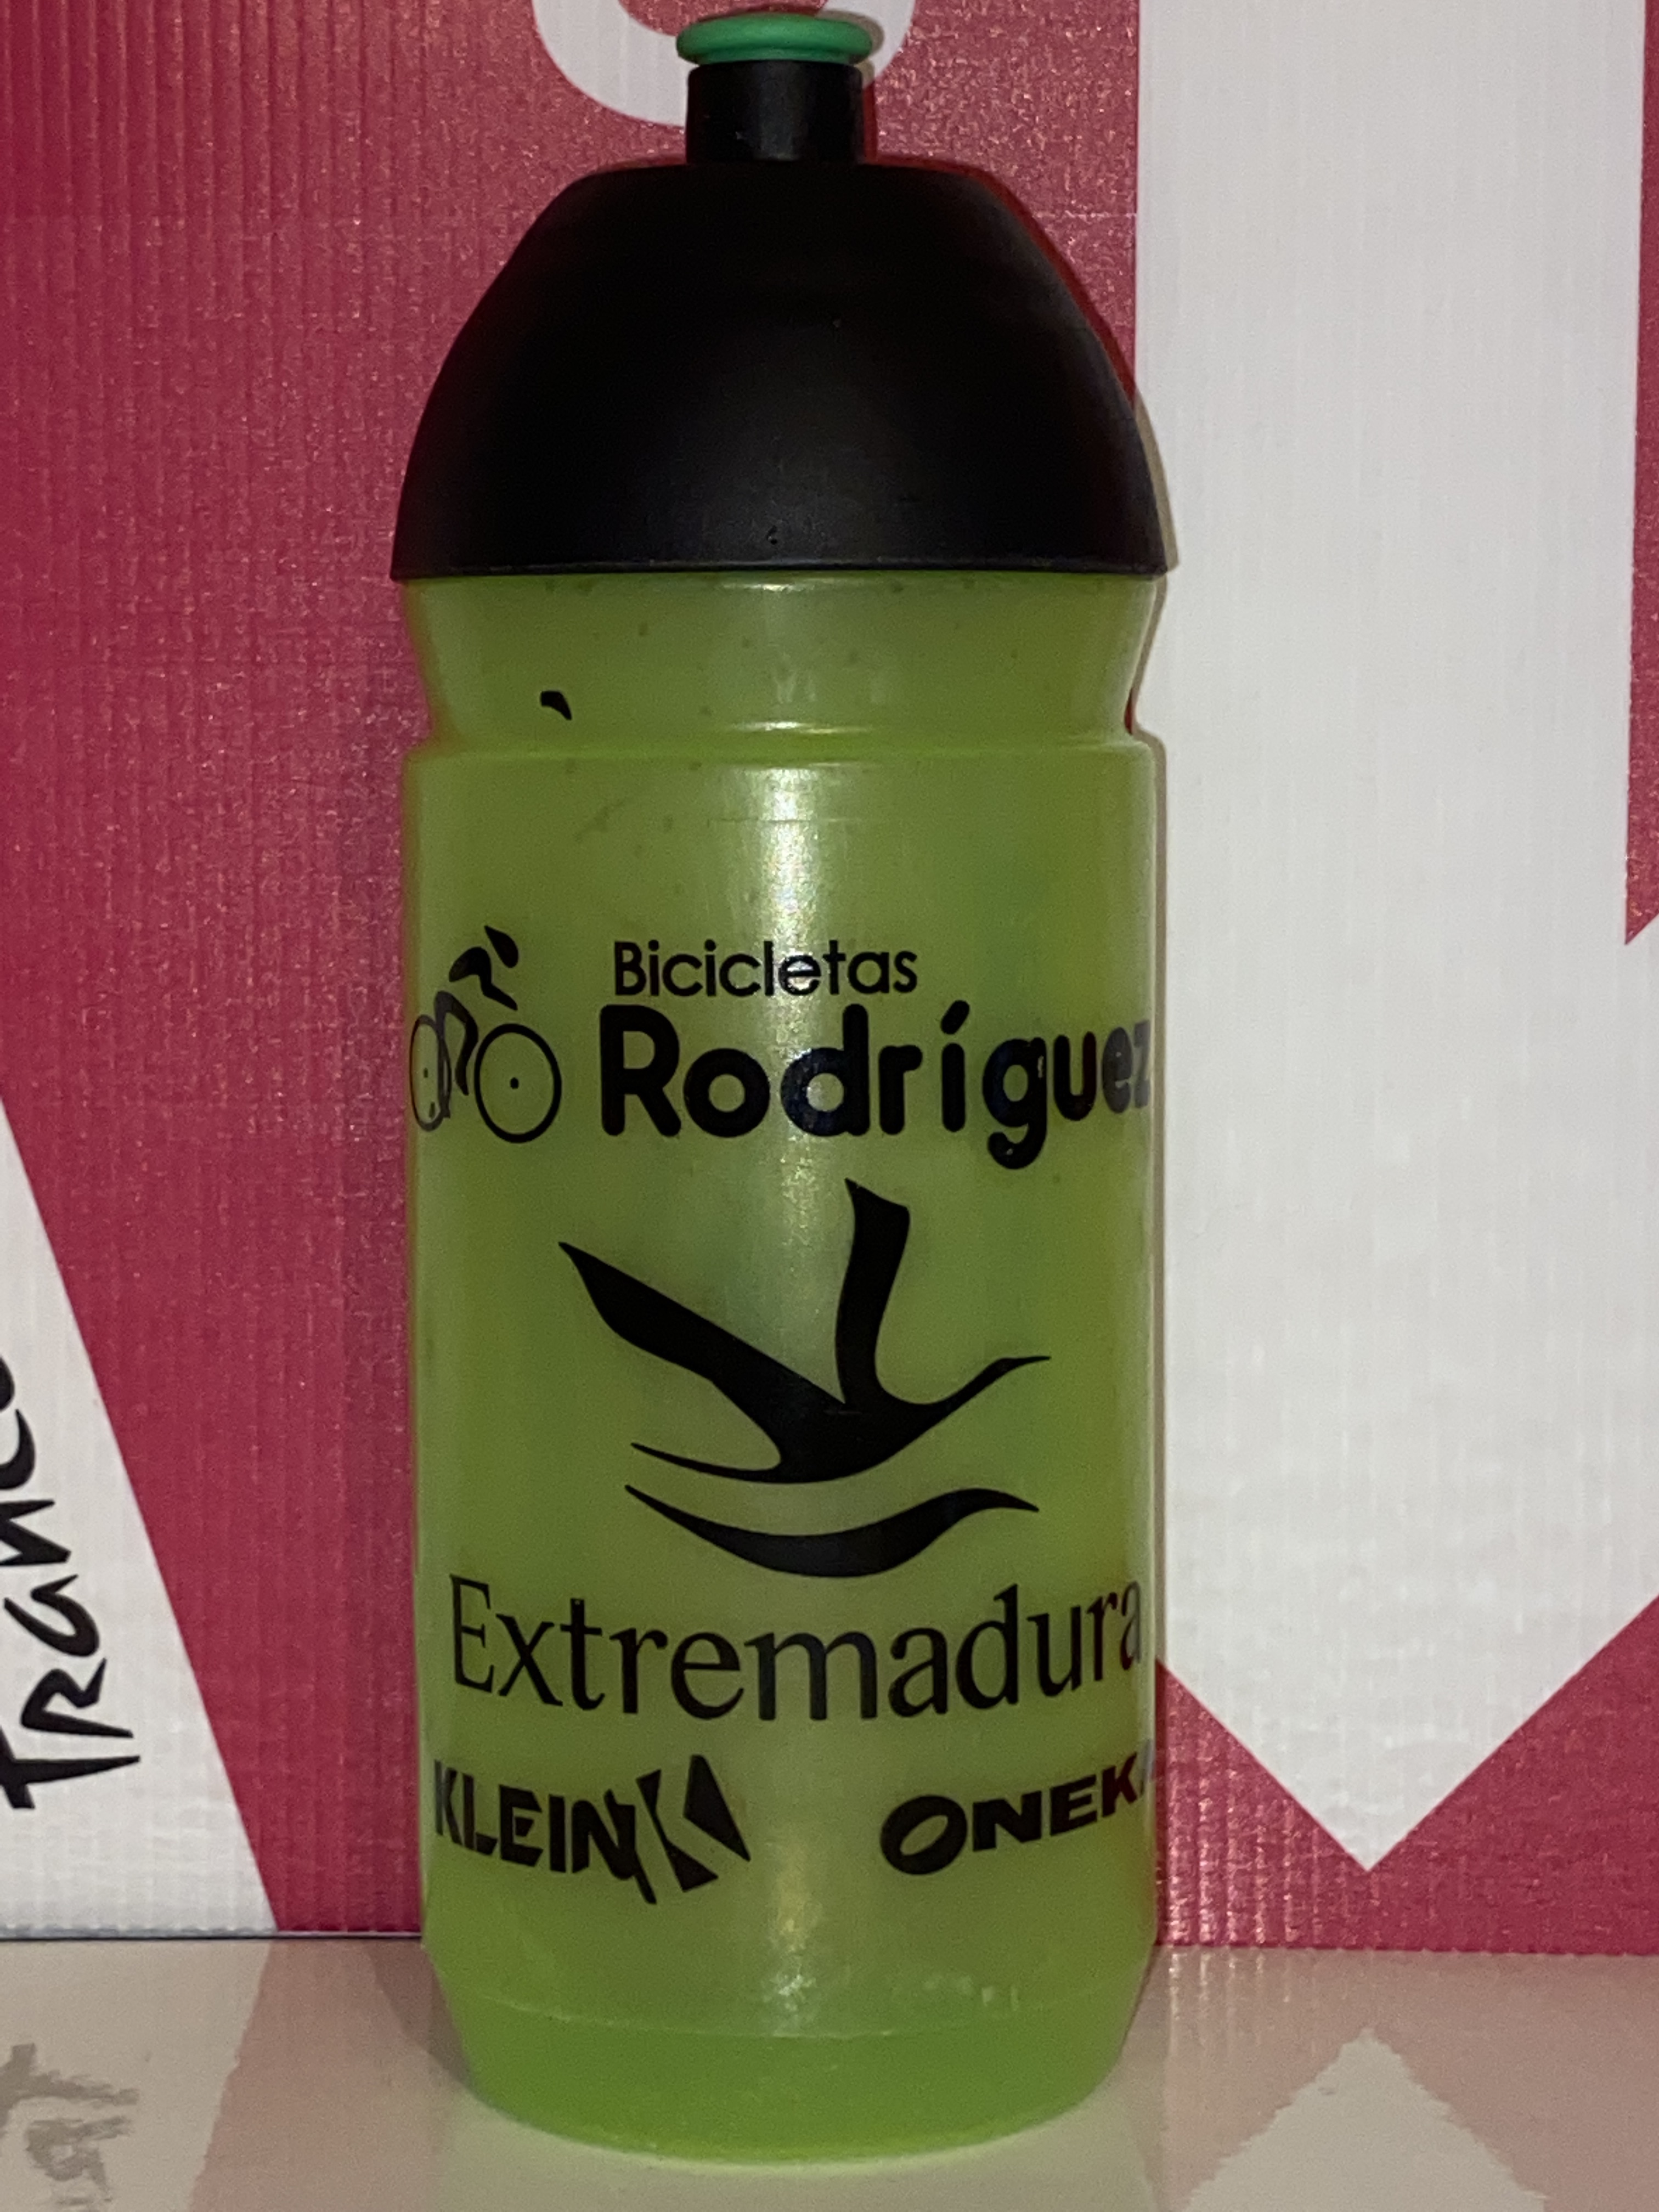 Bicicletas
Rodríguez
Extremadura
KLEIN ONEK